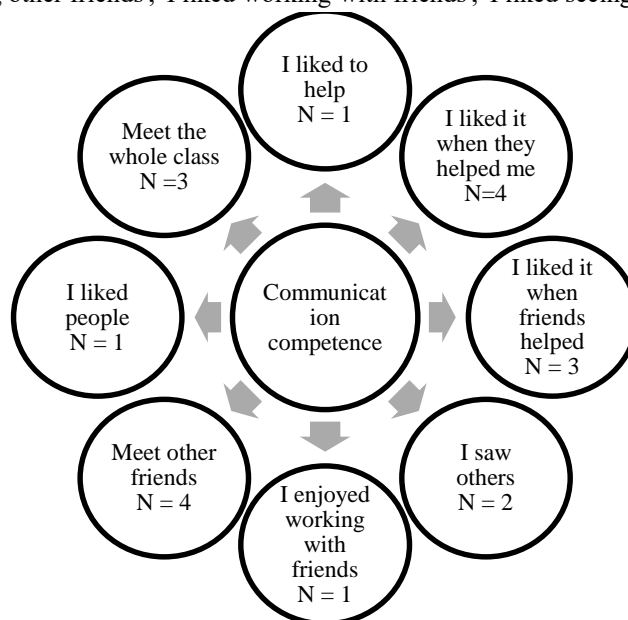 other friends', 'I liked working with friends', 'I liked seeing
I liked to
help
N = 1
I liked it
when they
helped me
N=4
I liked it
when
friends
helped
N = 3
I saw
others
N = 2
I enjoyed
working
with
friends
N = 1
Meet other
friends
N = 4
I liked
people
N = 1
Meet the
whole class
N =3
Communicat
ion
competence